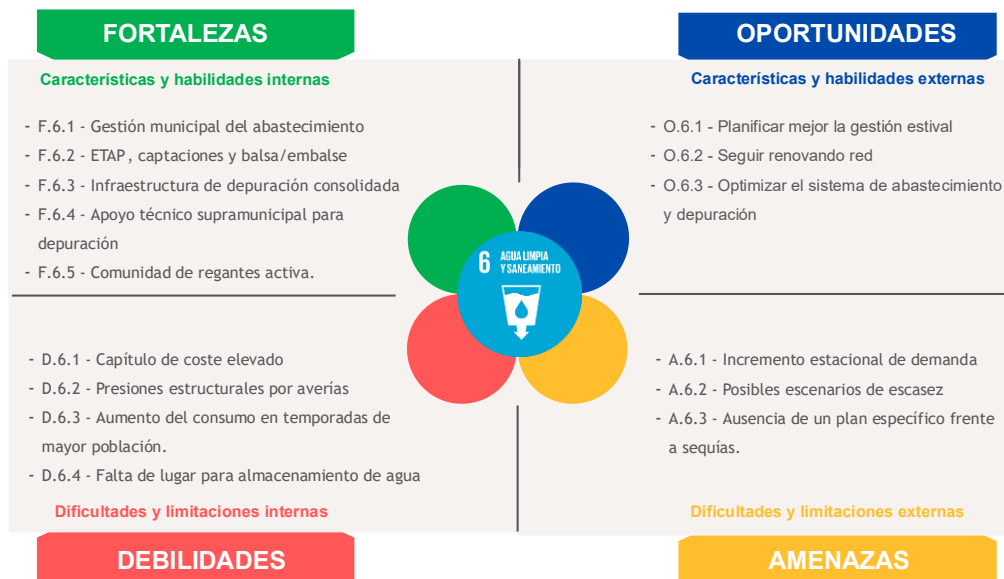 FORTALEZAS
Características y habilidades internas
- F.6.1 - Gestión municipal del abastecimiento
- F.6.2 - ETAP, captaciones y balsa/embalse
- F.6.3 - Infraestructura de depuración consolidada
- F.6.4 - Apoyo técnico supramunicipal para
depuración
- F.6.5 - Comunidad de regantes activa.
OPORTUNIDADES
Características y habilidades externas
- O.6.1 - Planificar mejor la gestión estival
- O.6.2 - Seguir renovando red
- O.6.3 - Optimizar el sistema de abastecimiento
y depuración
6 AGUA LIMPIA
Y SANEAMIENTO
- D.6.1 - Capítulo de coste elevado
- D.6.2 - Presiones estructurales por averías
- D.6.3 - Aumento del consumo en temporadas de
mayor población.
- D.6.4 - Falta de lugar para almacenamiento de agua
Dificultades y limitaciones internas
DEBILIDADES
- A.6.1 - Incremento estacional de demanda
- A.6.2 - Posibles escenarios de escasez
- A.6.3 - Ausencia de un plan específico frente
a sequías.
Dificultades y limitaciones externas
AMENAZAS